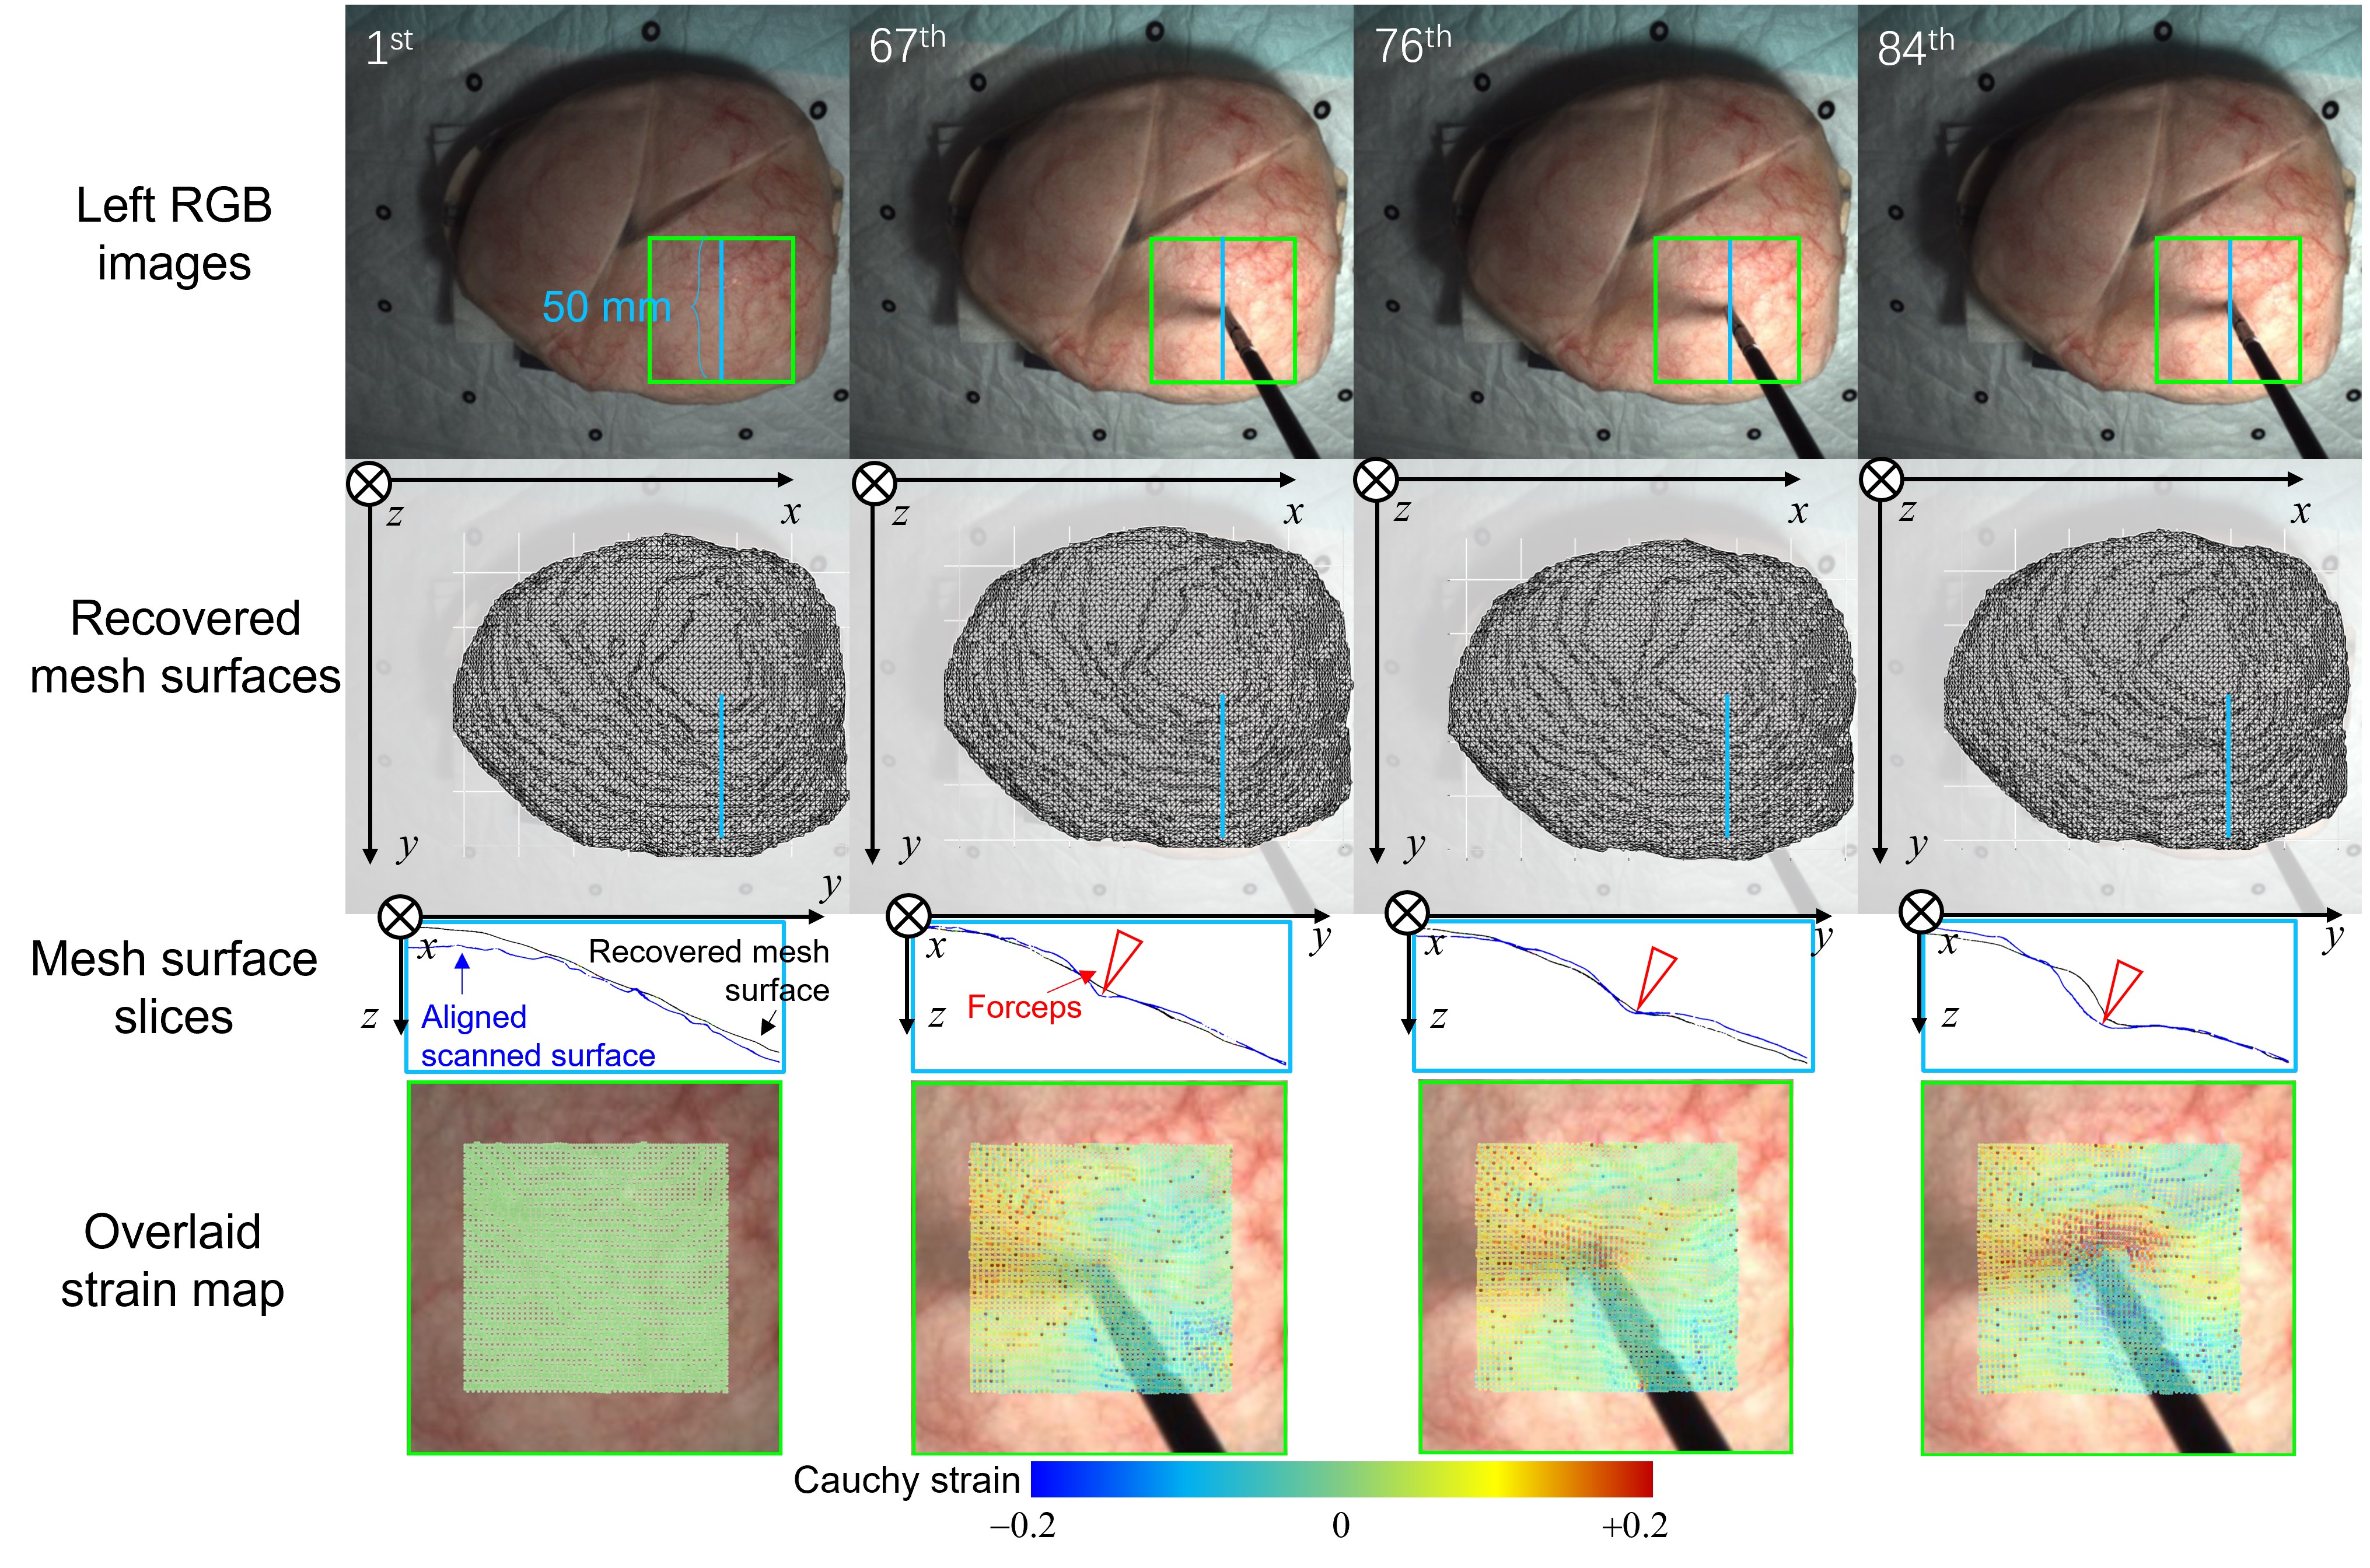 Left RGB
images
1st
67th
76th
84th
50 mm
Recovered
mesh surfaces
z
x
y
z
x
y
z
x
y
z
x
y
Mesh surface
slices
y
x
z
Recovered mesh
surface
Aligned
scanned surface
y
x
z
Forceps
y
x
z
y
x
z
Overlaid
strain map
Cauchy strain
−0.2
0
+0.2